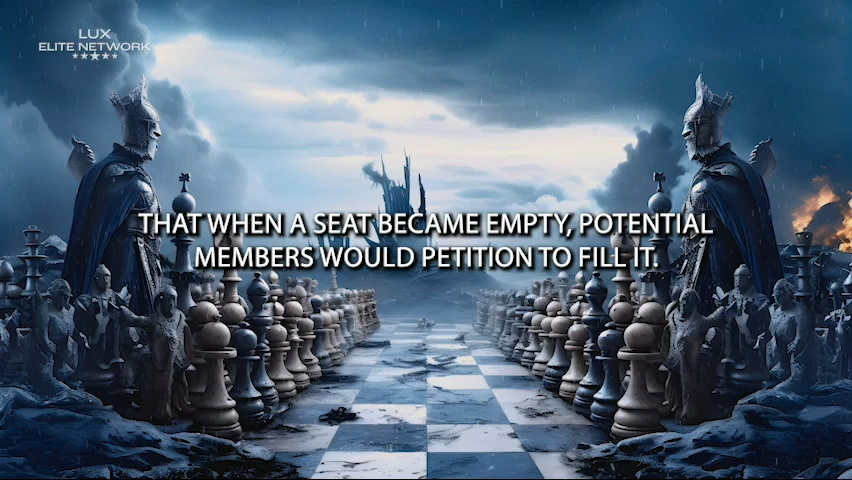 LUX
ELITE NETWORK
THAT WHEN A SEAT BECAME EMPTY, POTENTIAL
MEMBERS WOULD PETITION TO FILL IT.